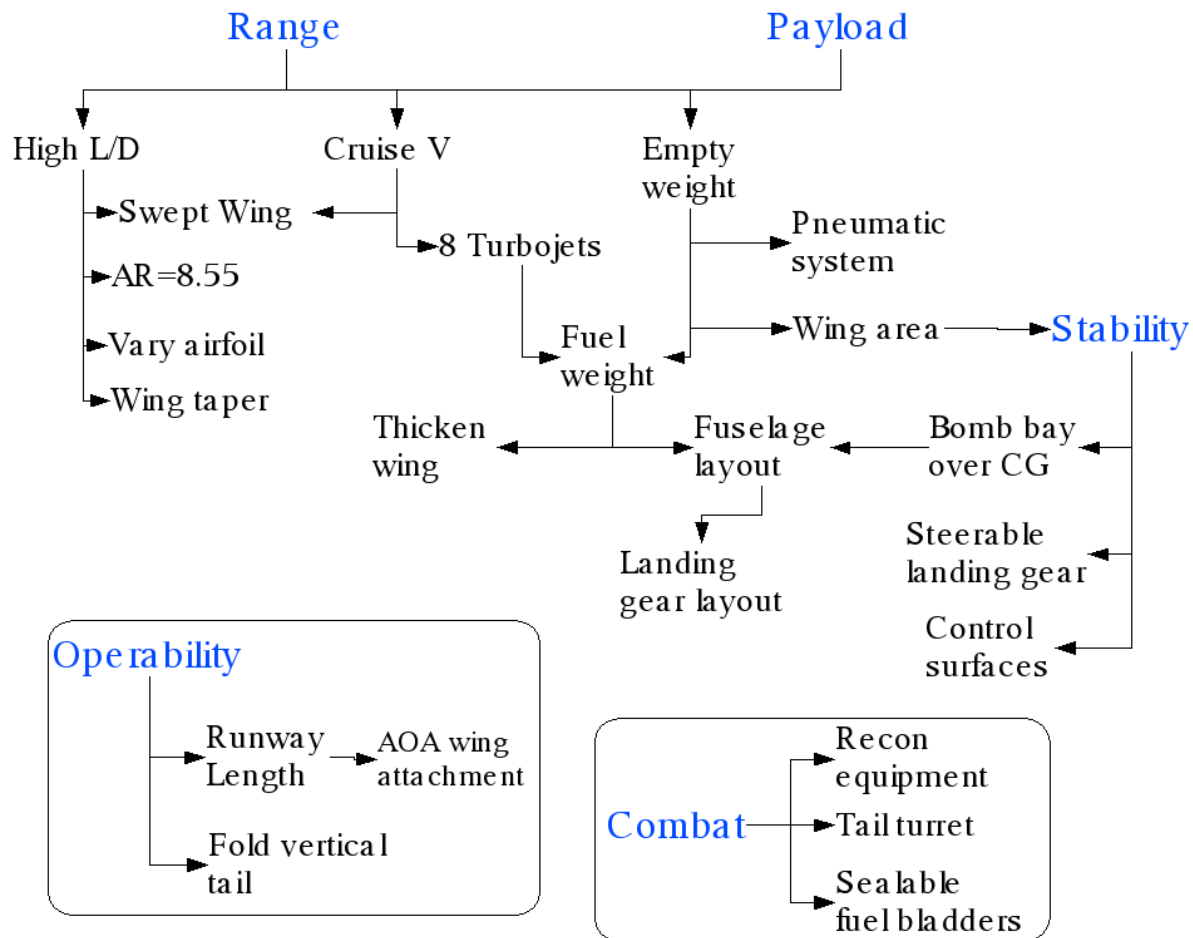 Range
Payload
High L/D
Cruise V
Empty
weight
Swept Wing
8 Turbojets
Pneumatic
system
AR=8.55
Vary airfoil
Fuel
weight
Wing area
Stability
Wing taper
Thicken
wing
Fuselage
layout
Bomb bay
over CG
Steerable
landing gear
Landing
gear layout
Control
surfaces
Operability
Runway
Length
AOA wing
attachment
Fold vertical
tail
Combat
Recon
equipment
Tail turret
Sealable
fuel bladders